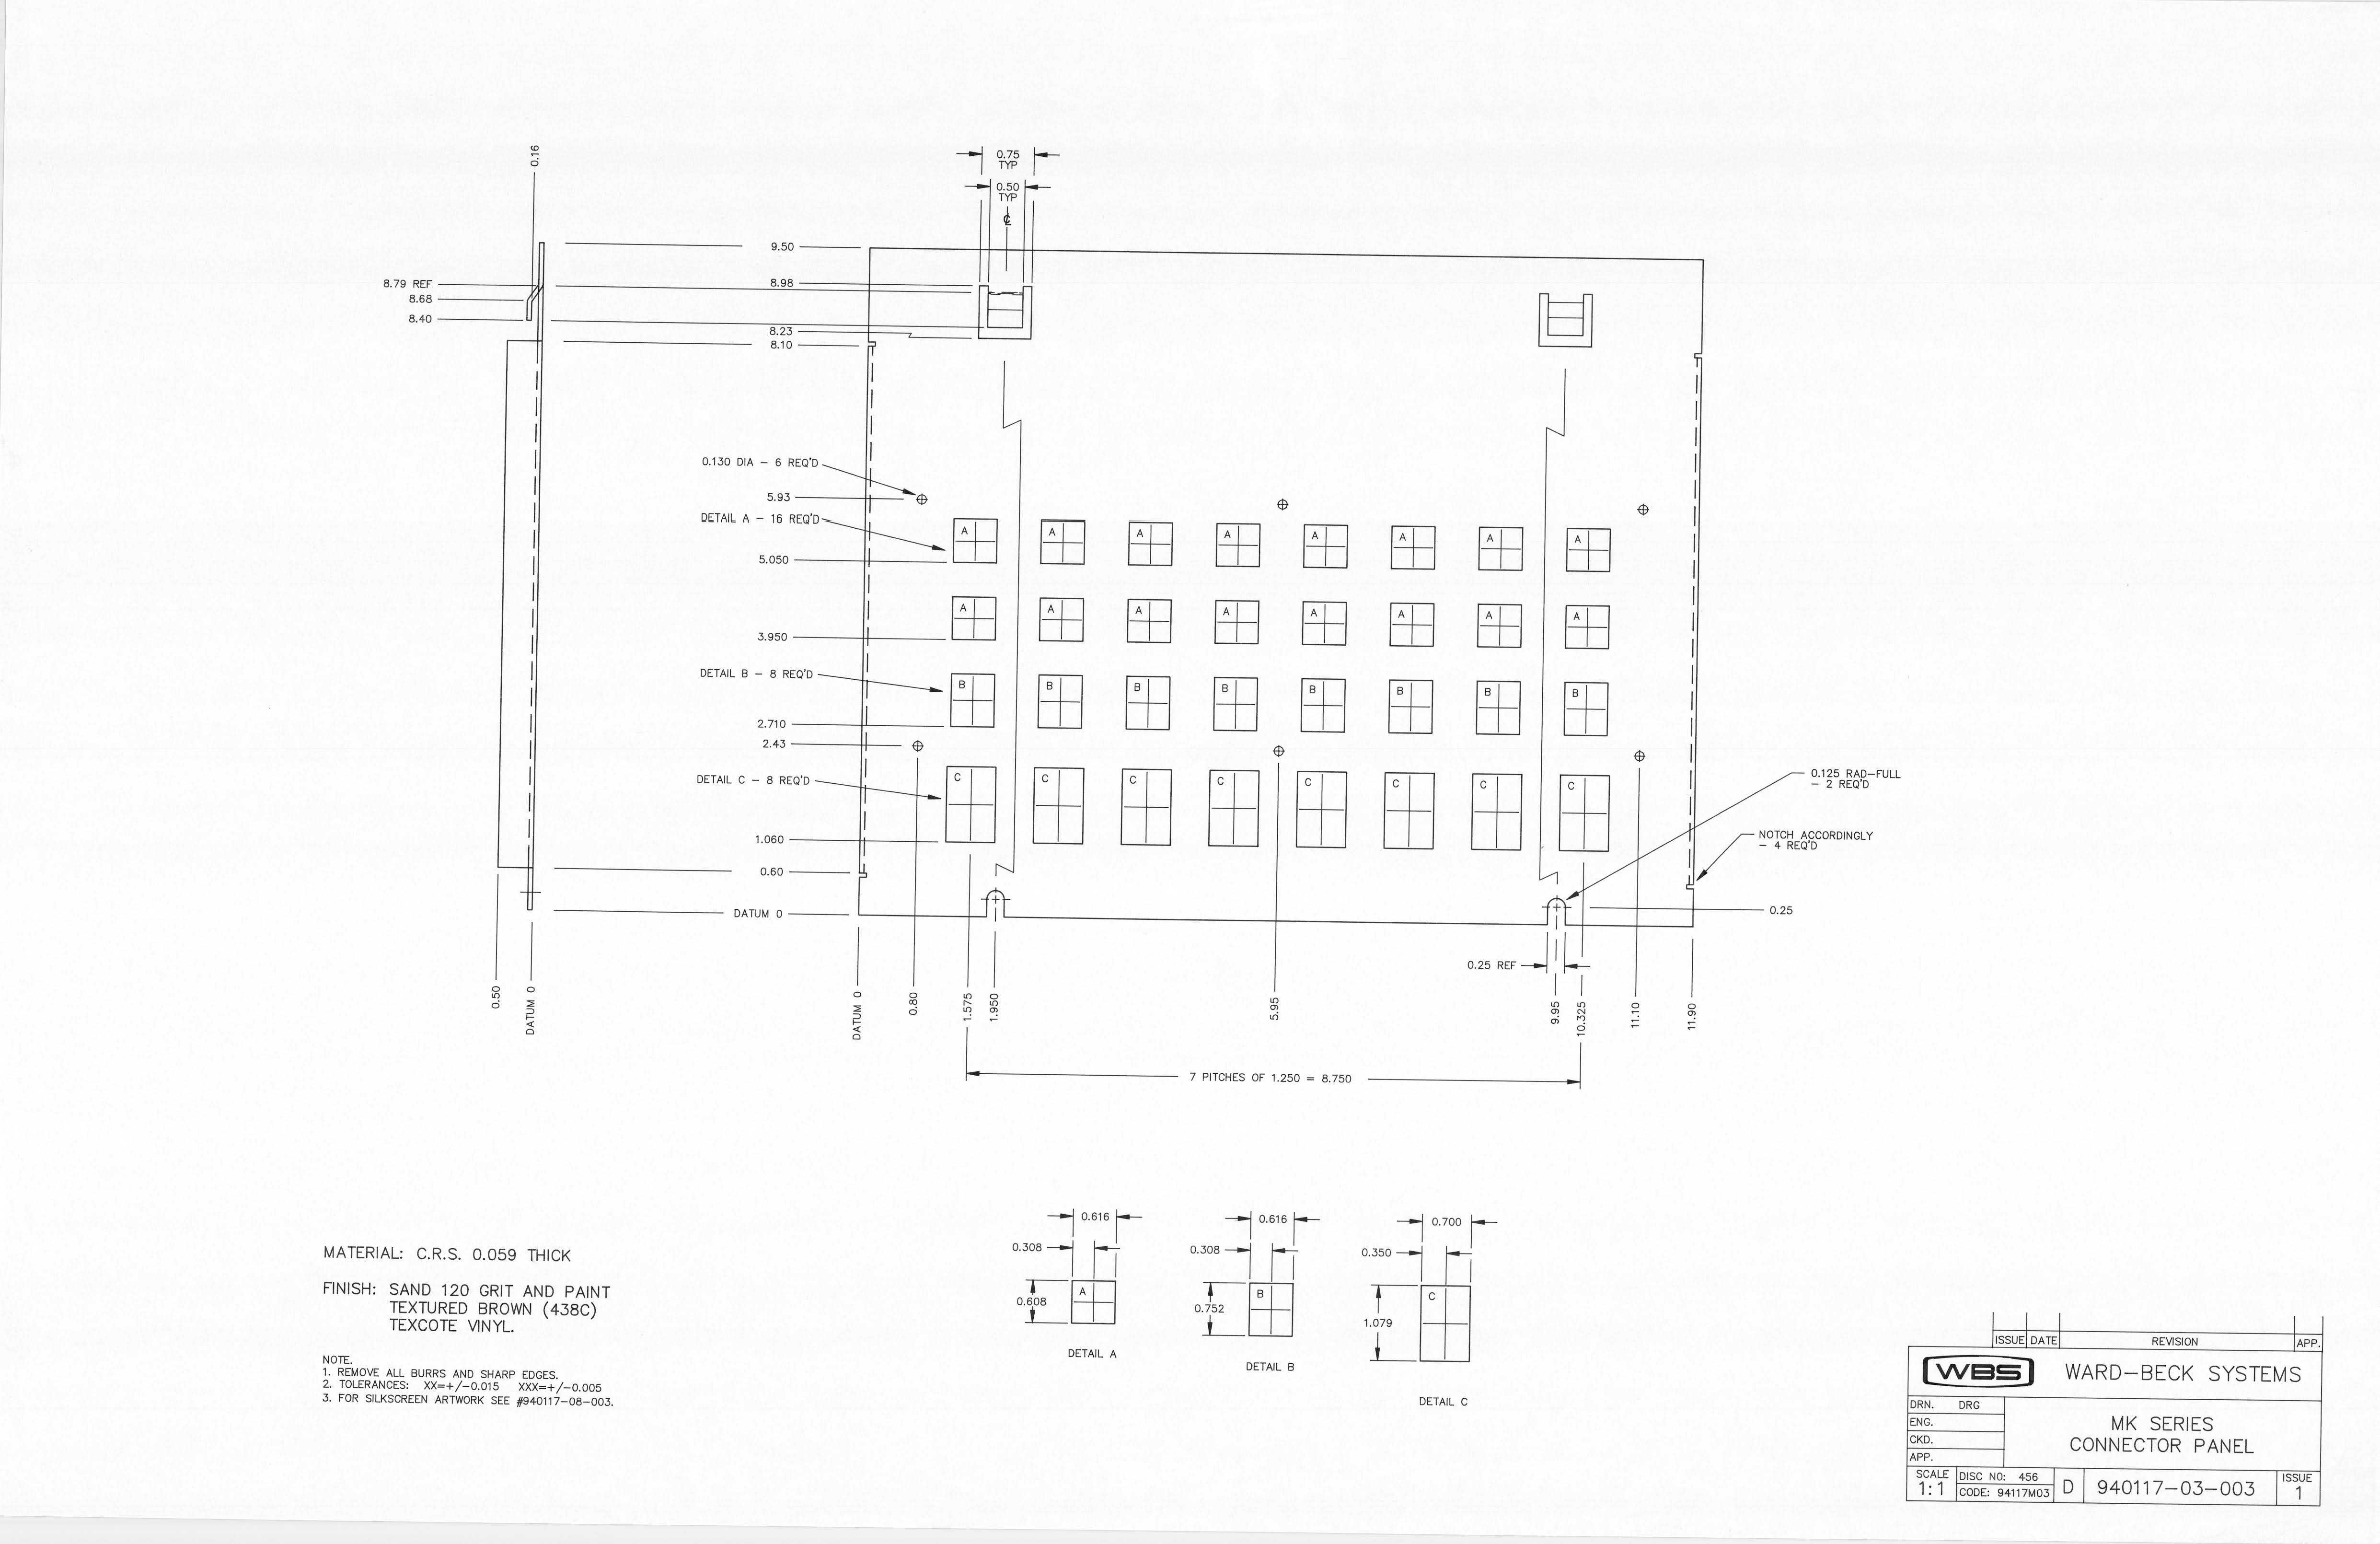 0.16
0.75
TYP
0.50
TYP
℄
9.50
8.79 REF
8.98
8.68
8.40
8.23
8.10
0.130 DIA – 6 REQ'D
5.93
DETAIL A – 16 REQ'D
A A A A A A A A
5.050
A A A A A A A A
3.950
DETAIL B – 8 REQ'D
B B B B B B B B
2.710
2.43
DETAIL C – 8 REQ'D
C C C C C C C C
0.125 RAD–FULL
– 2 REQ'D
1.060
NOTCH ACCORDINGLY
– 4 REQ'D
0.60
DATUM 0
0.25
0.25 REF
0.50
DATUM 0
DATUM 0
0.80
1.575
1.950
5.95
9.95
10.325
11.10
11.90
7 PITCHES OF 1.250 = 8.750
0.616
0.308
A
0.608
DETAIL A
0.616
0.308
B
0.752
DETAIL B
0.700
0.350
C
1.079
DETAIL C
MATERIAL: C.R.S. 0.059 THICK
FINISH: SAND 120 GRIT AND PAINT
TEXTURED BROWN (438C)
TEXCOTE VINYL.
NOTE.
1. REMOVE ALL BURRS AND SHARP EDGES.
2. TOLERANCES: XX=+/–0.015 XXX=+/–0.005
3. FOR SILKSCREEN ARTWORK SEE #940117–08–003.
ISSUE DATE REVISION APP.
WBS WARD–BECK SYSTEMS
DRN. DRG
ENG.
CKD.
APP.
MK SERIES
CONNECTOR PANEL
SCALE
1:1
DISC NO: 456
CODE: 94117M03
D
940117–03–003
ISSUE
1